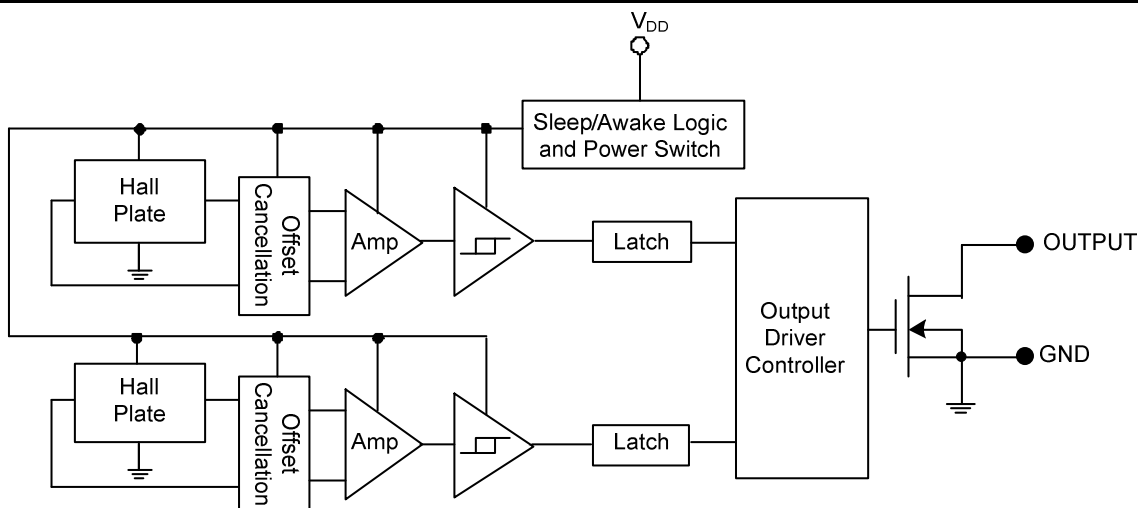 VDD
Sleep/Awake Logic
and Power Switch
Hall
Plate
Offset
Cancellation
Amp
Latch
OUTPUT
Output
Driver
Controller
GND
Hall
Plate
Offset
Cancellation
Amp
Latch